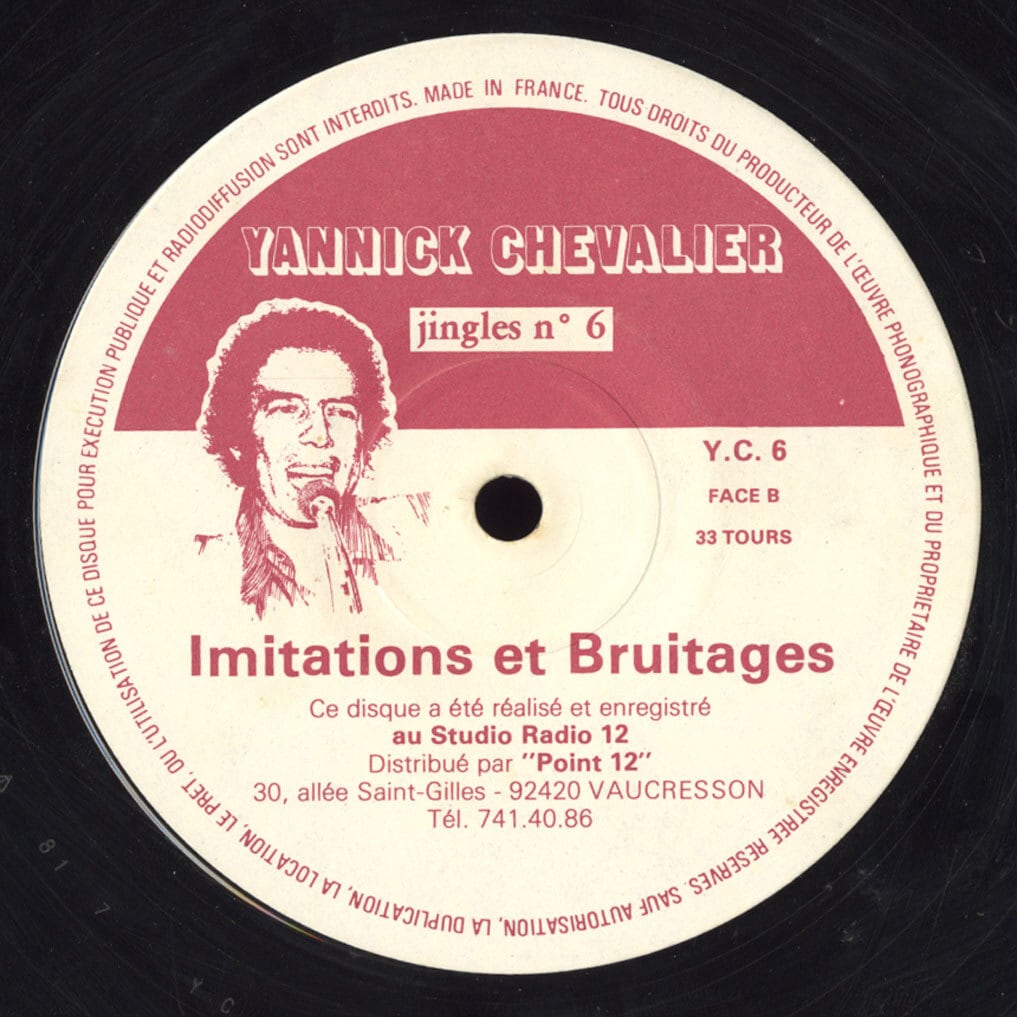 MADE IN FRANCE. TOUS DROITS DU PRODUCTEUR DE L'ŒUVRE PHONOGRAPHIQUE ET DU PROPRIETAIRE DE L'ŒUVRE ENREGISTREE RESERVES. SAUF AUTORISATION, LA DUPLICATION, LA LOCATION, LE PRET, OU L'UTILISATION DE CE DISQUE POUR EXECUTION PUBLIQUE ET RADIODIFFUSION SONT INTERDITS.
YANNICK CHEVALIER
jingles n° 6
Y.C. 6
FACE B
33 TOURS
Imitations et Bruitages
Ce disque a été réalisé et enregistré
au Studio Radio 12
Distribué par "Point 12"
30, allée Saint-Gilles - 92420 VAUCRESSON
Tél. 741.40.86